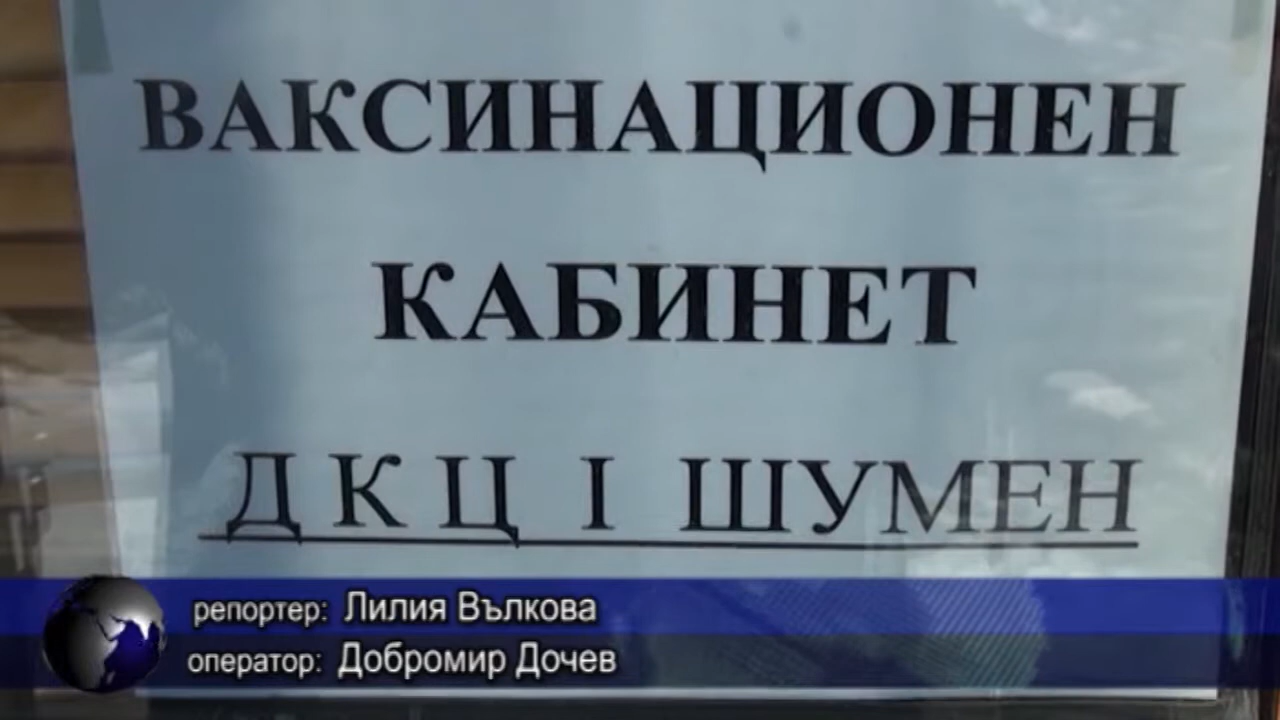 ВАКСИНАЦИОНЕН
КАБИНЕТ
ДКЦ I ШУМЕН
репортер: Лилия Вълкова
оператор: Добромир Дочев